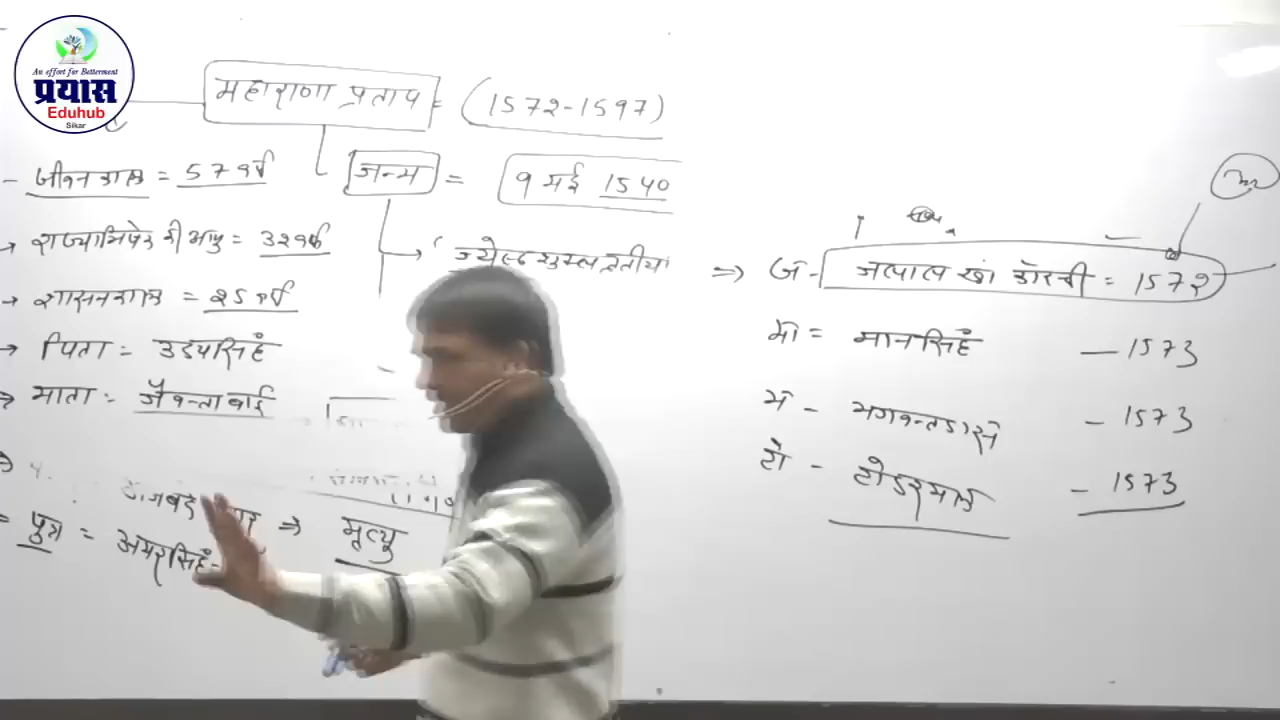 An effort for Betterment
प्रयास
Eduhub
Sikar
महाराणा प्रताप = (1572-1597)
- जीवनकाल = 57 वर्ष
जन्म = 9 मई 1540
→ राज्याभिषेक की आयु = 32 वर्ष
→ ज्येष्ठ शुक्ल तृतीया
→ शासनकाल = 25 वर्ष
→ पिता = उदयसिंह
→ माता = जैवन्ता बाई
⇒ मृत्यु
= पुत्र = अमरसिंह -
⇒ ज - जलाल खां कोरची = 1572
मा = मानसिंह — 1573
भ - भगवन्तदास - 1573
टो - टोडरमल - 1573